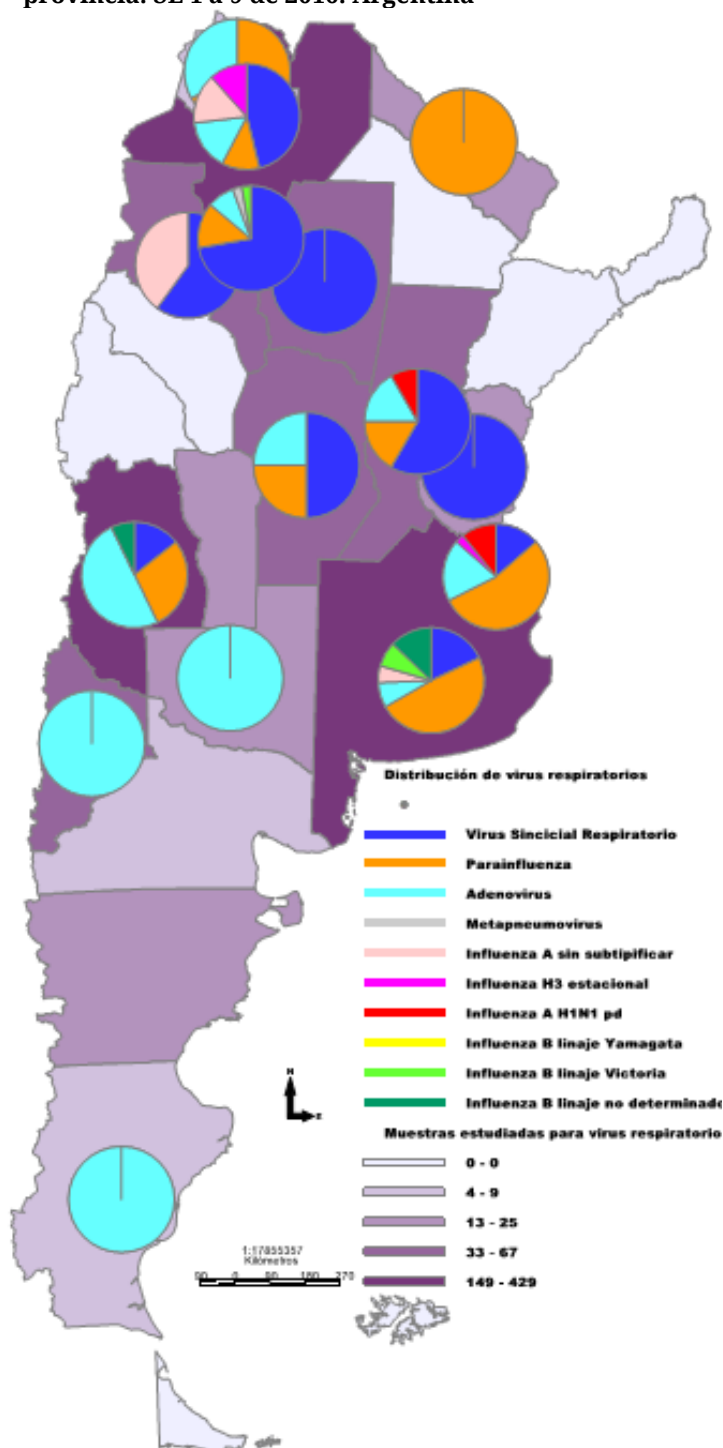 provincia. SE 1 a 9 de 2016. Argentina
Distribución de virus respiratorios
Virus Sincicial Respiratorio
Parainfluenza
Adenovirus
Metapneumovirus
Influenza A sin subtipificar
Influenza H3 estacional
Influenza A H1N1 pd
Influenza B linaje Yamagata
Influenza B linaje Victoria
Influenza B linaje no determinado
Muestras estudiadas para virus respiratorio
0 - 0
4 - 9
13 - 25
33 - 67
149 - 429
N
E
1:17855357
Kilómetros
90 0 90 180 270